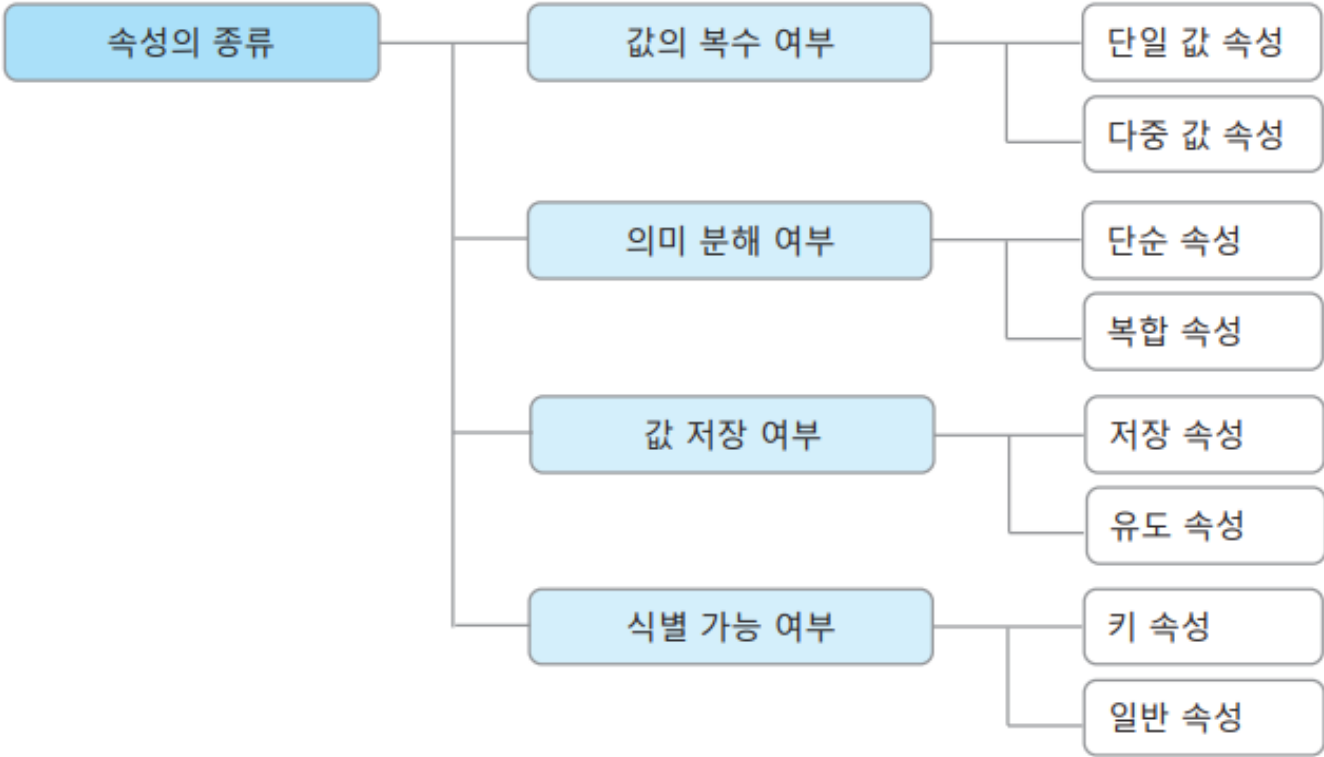 속성의 종류
값의 복수 여부
단일 값 속성
다중 값 속성
의미 분해 여부
단순 속성
복합 속성
값 저장 여부
저장 속성
유도 속성
식별 가능 여부
키 속성
일반 속성